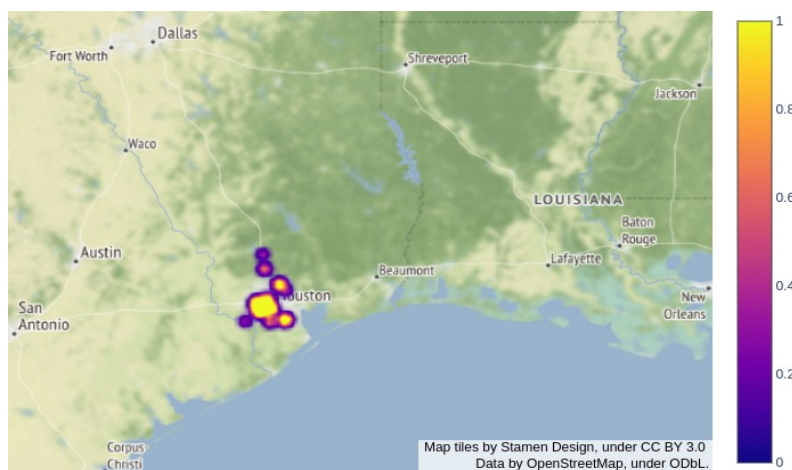 Dallas
Fort Worth
Shreveport
Jackson
Waco
LOUISIANA
Baton
Rouge
Austin
Lafayette
Beaumont
Houston
New
Orleans
San
Antonio
Corpus
Christi
Map tiles by Stamen Design, under CC BY 3.0
Data by OpenStreetMap, under ODbL.
1
0.8
0.6
0.4
0.2
0